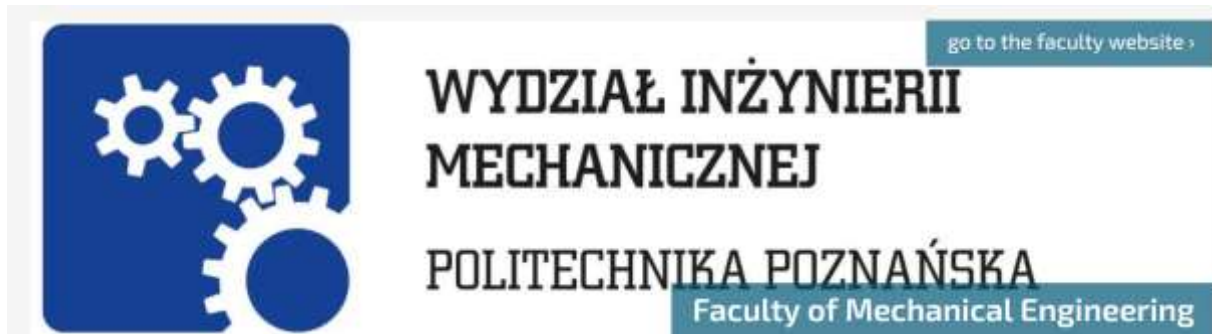 go to the faculty website ›
WYDZIAŁ INŻYNIERII
MECHANICZNEJ
POLITECHNIKA POZNAŃSKA
Faculty of Mechanical Engineering